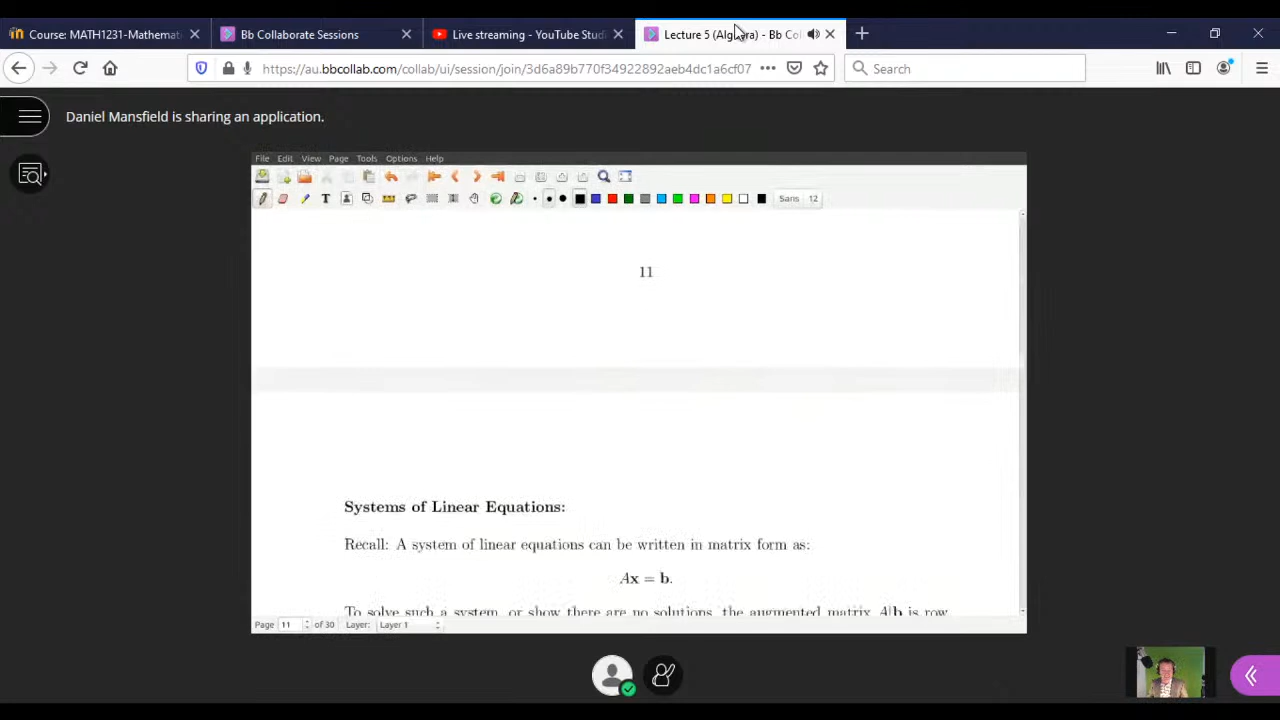 Course: MATH1231-Mathemat
Bb Collaborate Sessions
Live streaming - YouTube Studi
Lecture 5 (Algebra) - Bb Col
https://au.bbcollab.com/collab/ui/session/join/3d6a89b770f34922892aeb4dc1a6cf07
Search
Daniel Mansfield is sharing an application.
File Edit View Page Tools Options Help
Sans 12
11
Systems of Linear Equations:
Recall: A system of linear equations can be written in matrix form as:
Ax = b.
To solve such a system, or show there are no solutions, the augmented matrix A|b is row
Page 11 of 30 Layer: Layer 1